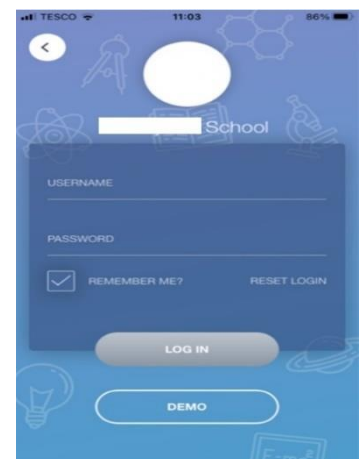 TESCO 11:03 86%
School
USERNAME
PASSWORD
REMEMBER ME? RESET LOGIN
LOG IN
DEMO